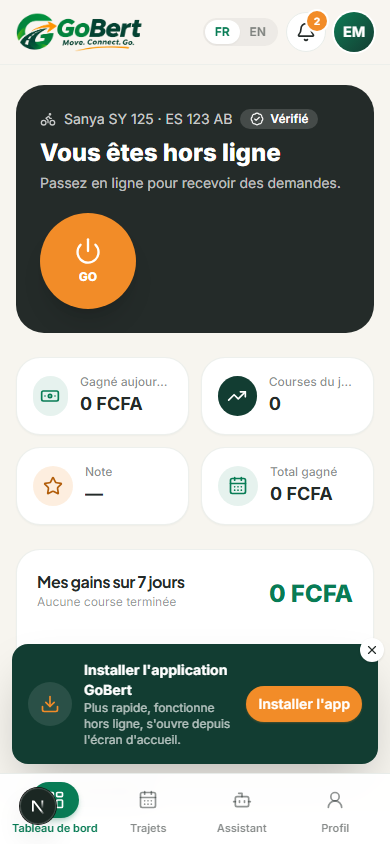 GoBert
Move. Connect. Go.
FR EN
2
EM
Sanya SY 125 · ES 123 AB Vérifié
Vous êtes hors ligne
Passez en ligne pour recevoir des demandes.
GO
Gagné aujour...
0 FCFA
Courses du j...
0
Note
—
Total gagné
0 FCFA
Mes gains sur 7 jours
Aucune course terminée
0 FCFA
Installer l'application
GoBert
Plus rapide, fonctionne
hors ligne, s'ouvre depuis
l'écran d'accueil.
Installer l'app
N
Tableau de bord
Trajets
Assistant
Profil